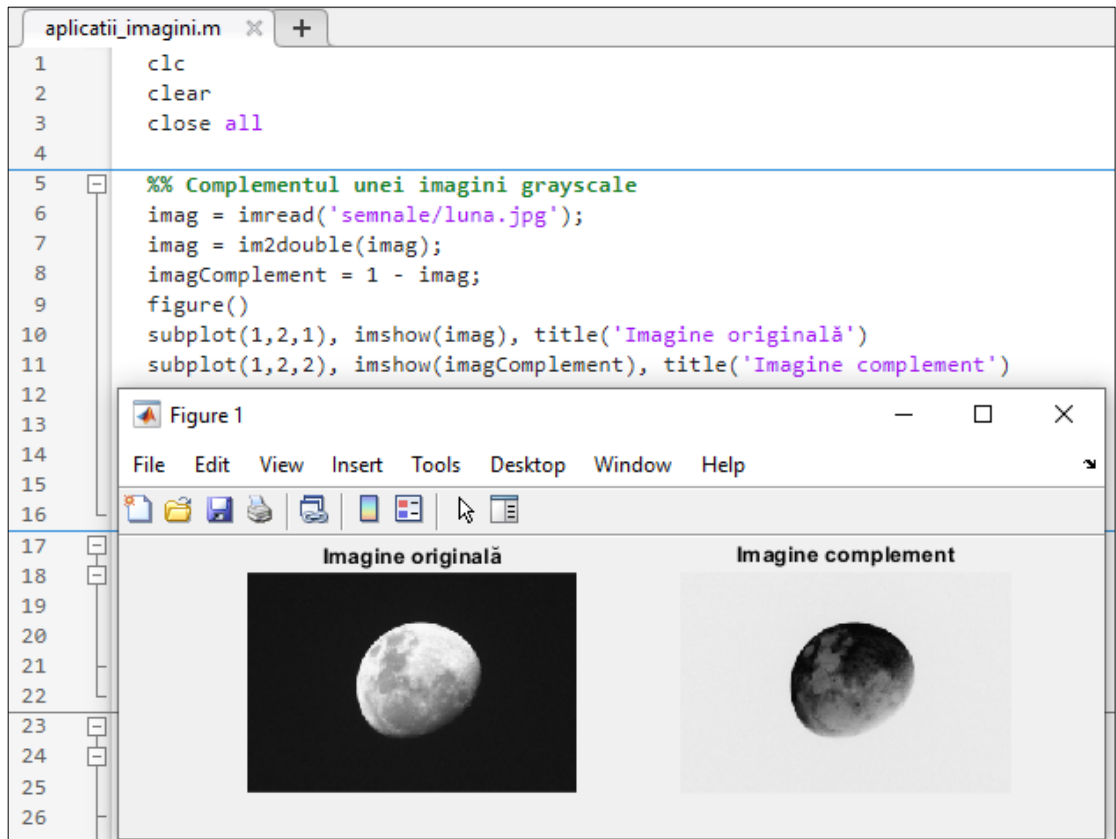 aplicatii_imagini.m
1 clc
2 clear
3 close all
4
5 %% Complementul unei imagini grayscale
6 imag = imread('semnale/luna.jpg');
7 imag = im2double(imag);
8 imagComplement = 1 - imag;
9 figure()
10 subplot(1,2,1), imshow(imag), title('Imagine originală')
11 subplot(1,2,2), imshow(imagComplement), title('Imagine complement')
12
13
14
15
16
17
18
19
20
21
22
23
24
25
26
Figure 1
File Edit View Insert Tools Desktop Window Help
Imagine originală Imagine complement